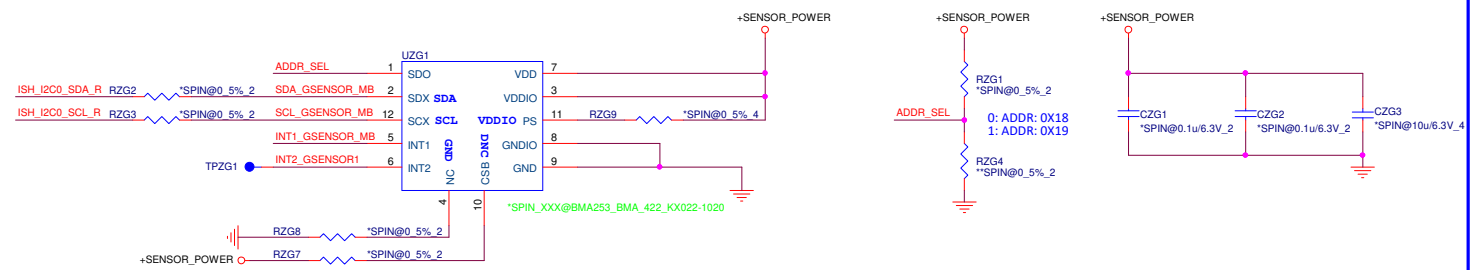 +SENSOR_POWER
+SENSOR_POWER
+SENSOR_POWER
UZG1
ADDR_SEL 1 SDO VDD 7
ISH_I2C0_SDA_R RZG2 *SPIN@0_5%_2 SDA_GSENSOR_MB 2 SDX SDA VDDIO 3
ISH_I2C0_SCL_R RZG3 *SPIN@0_5%_2 SCL_GSENSOR_MB 12 SCX SCL VDDIO PS 11 RZG9 *SPIN@0_5%_4
INT1_GSENSOR_MB 5 INT1 GNDIO 8
TPZG1 INT2_GSENSOR1 6 INT2 GND 9
GND NC 4
DNC CSB 10
*SPIN_XXX@BMA253_BMA_422_KX022-1020
RZG8 *SPIN@0_5%_2
+SENSOR_POWER RZG7 *SPIN@0_5%_2
RZG1
*SPIN@0_5%_2
ADDR_SEL
0: ADDR: 0X18
1: ADDR: 0X19
RZG4
**SPIN@0_5%_2
CZG1
*SPIN@0.1u/6.3V_2
CZG2
*SPIN@0.1u/6.3V_2
CZG3
*SPIN@10u/6.3V_4